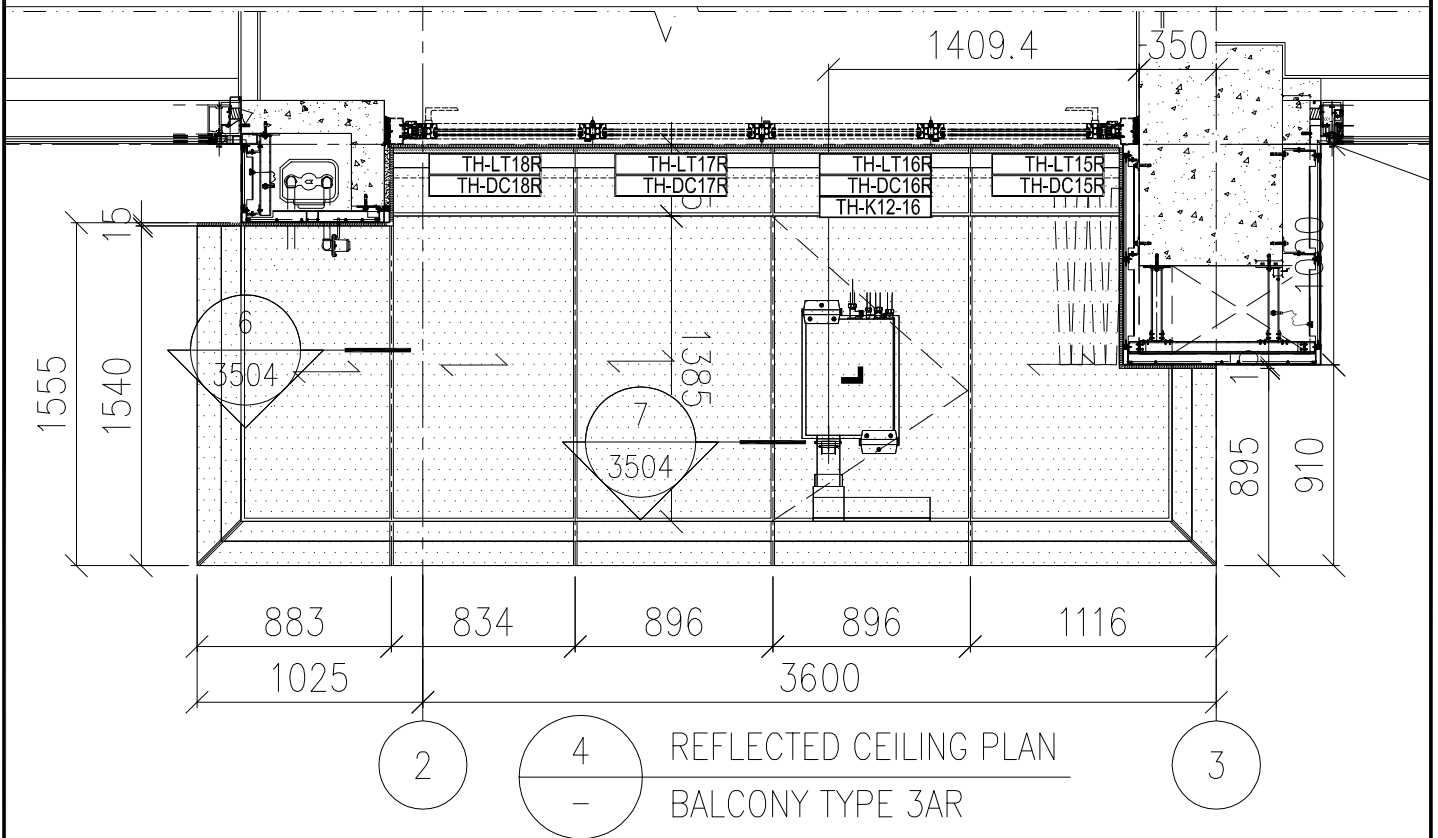 1409.4
350
TH-LT18R
TH-LT17R
TH-LT16R
TH-LT15R
TH-DC18R
TH-DC17R
TH-DC16R
TH-DC15R
TH-K12-16
15
1000
6
3504
1385
7
3504
1555
1540
15
895
910
883
834
896
896
1116
1025
3600
2
4
REFLECTED CEILING PLAN
-
BALCONY TYPE 3AR
3